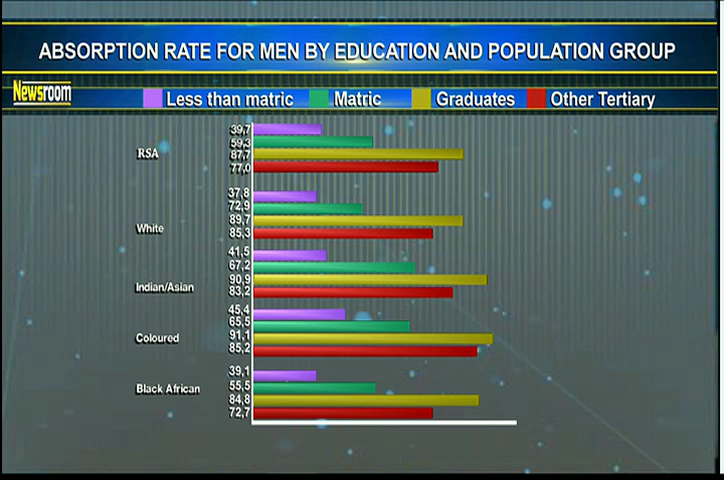 ABSORPTION RATE FOR MEN BY EDUCATION AND POPULATION GROUP
Newsroom
Less than matric Matric Graduates Other Tertiary
RSA
39,7
59,3
87,7
77,0
White
37,8
72,9
89,7
85,3
Indian/Asian
41,5
67,2
90,9
83,2
Coloured
45,4
65,5
91,1
85,2
Black African
39,1
55,5
84,8
72,7